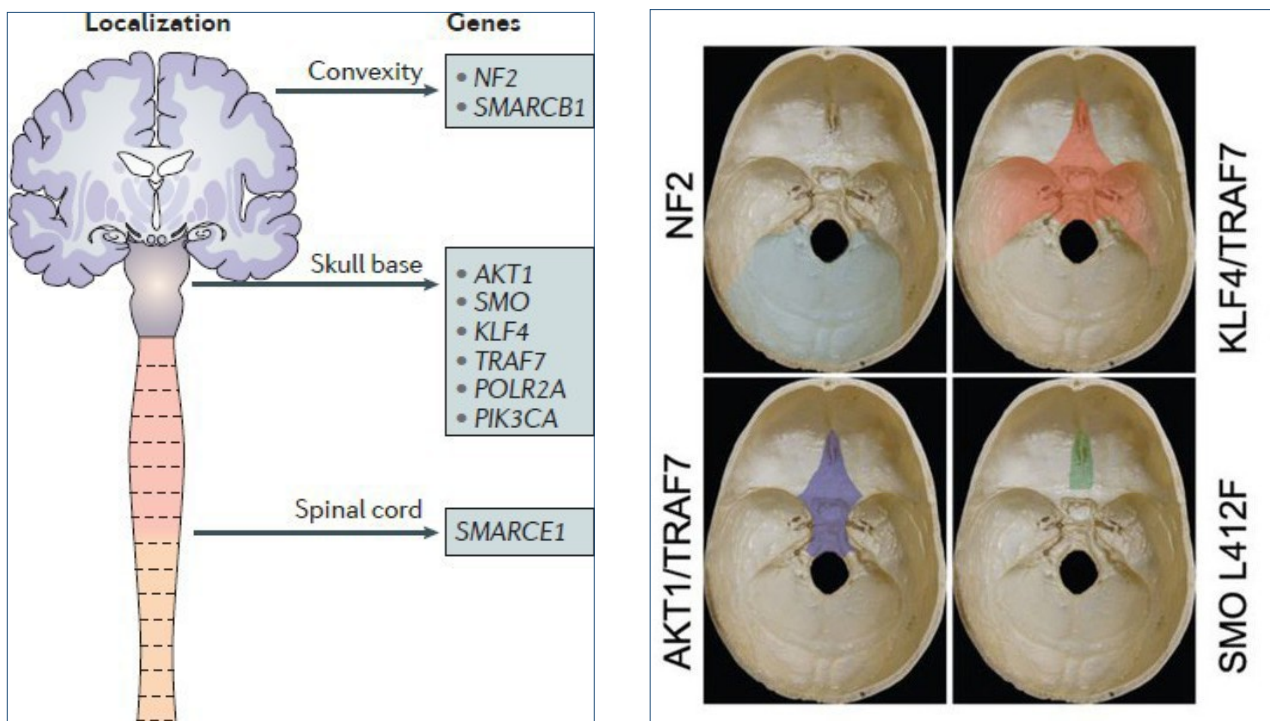 Localization
Genes
Convexity
• NF2
• SMARCB1
Skull base
• AKT1
• SMO
• KLF4
• TRAF7
• POLR2A
• PIK3CA
Spinal cord
SMARCE1
NF2
KLF4/TRAF7
AKT1/TRAF7
SMO L412F